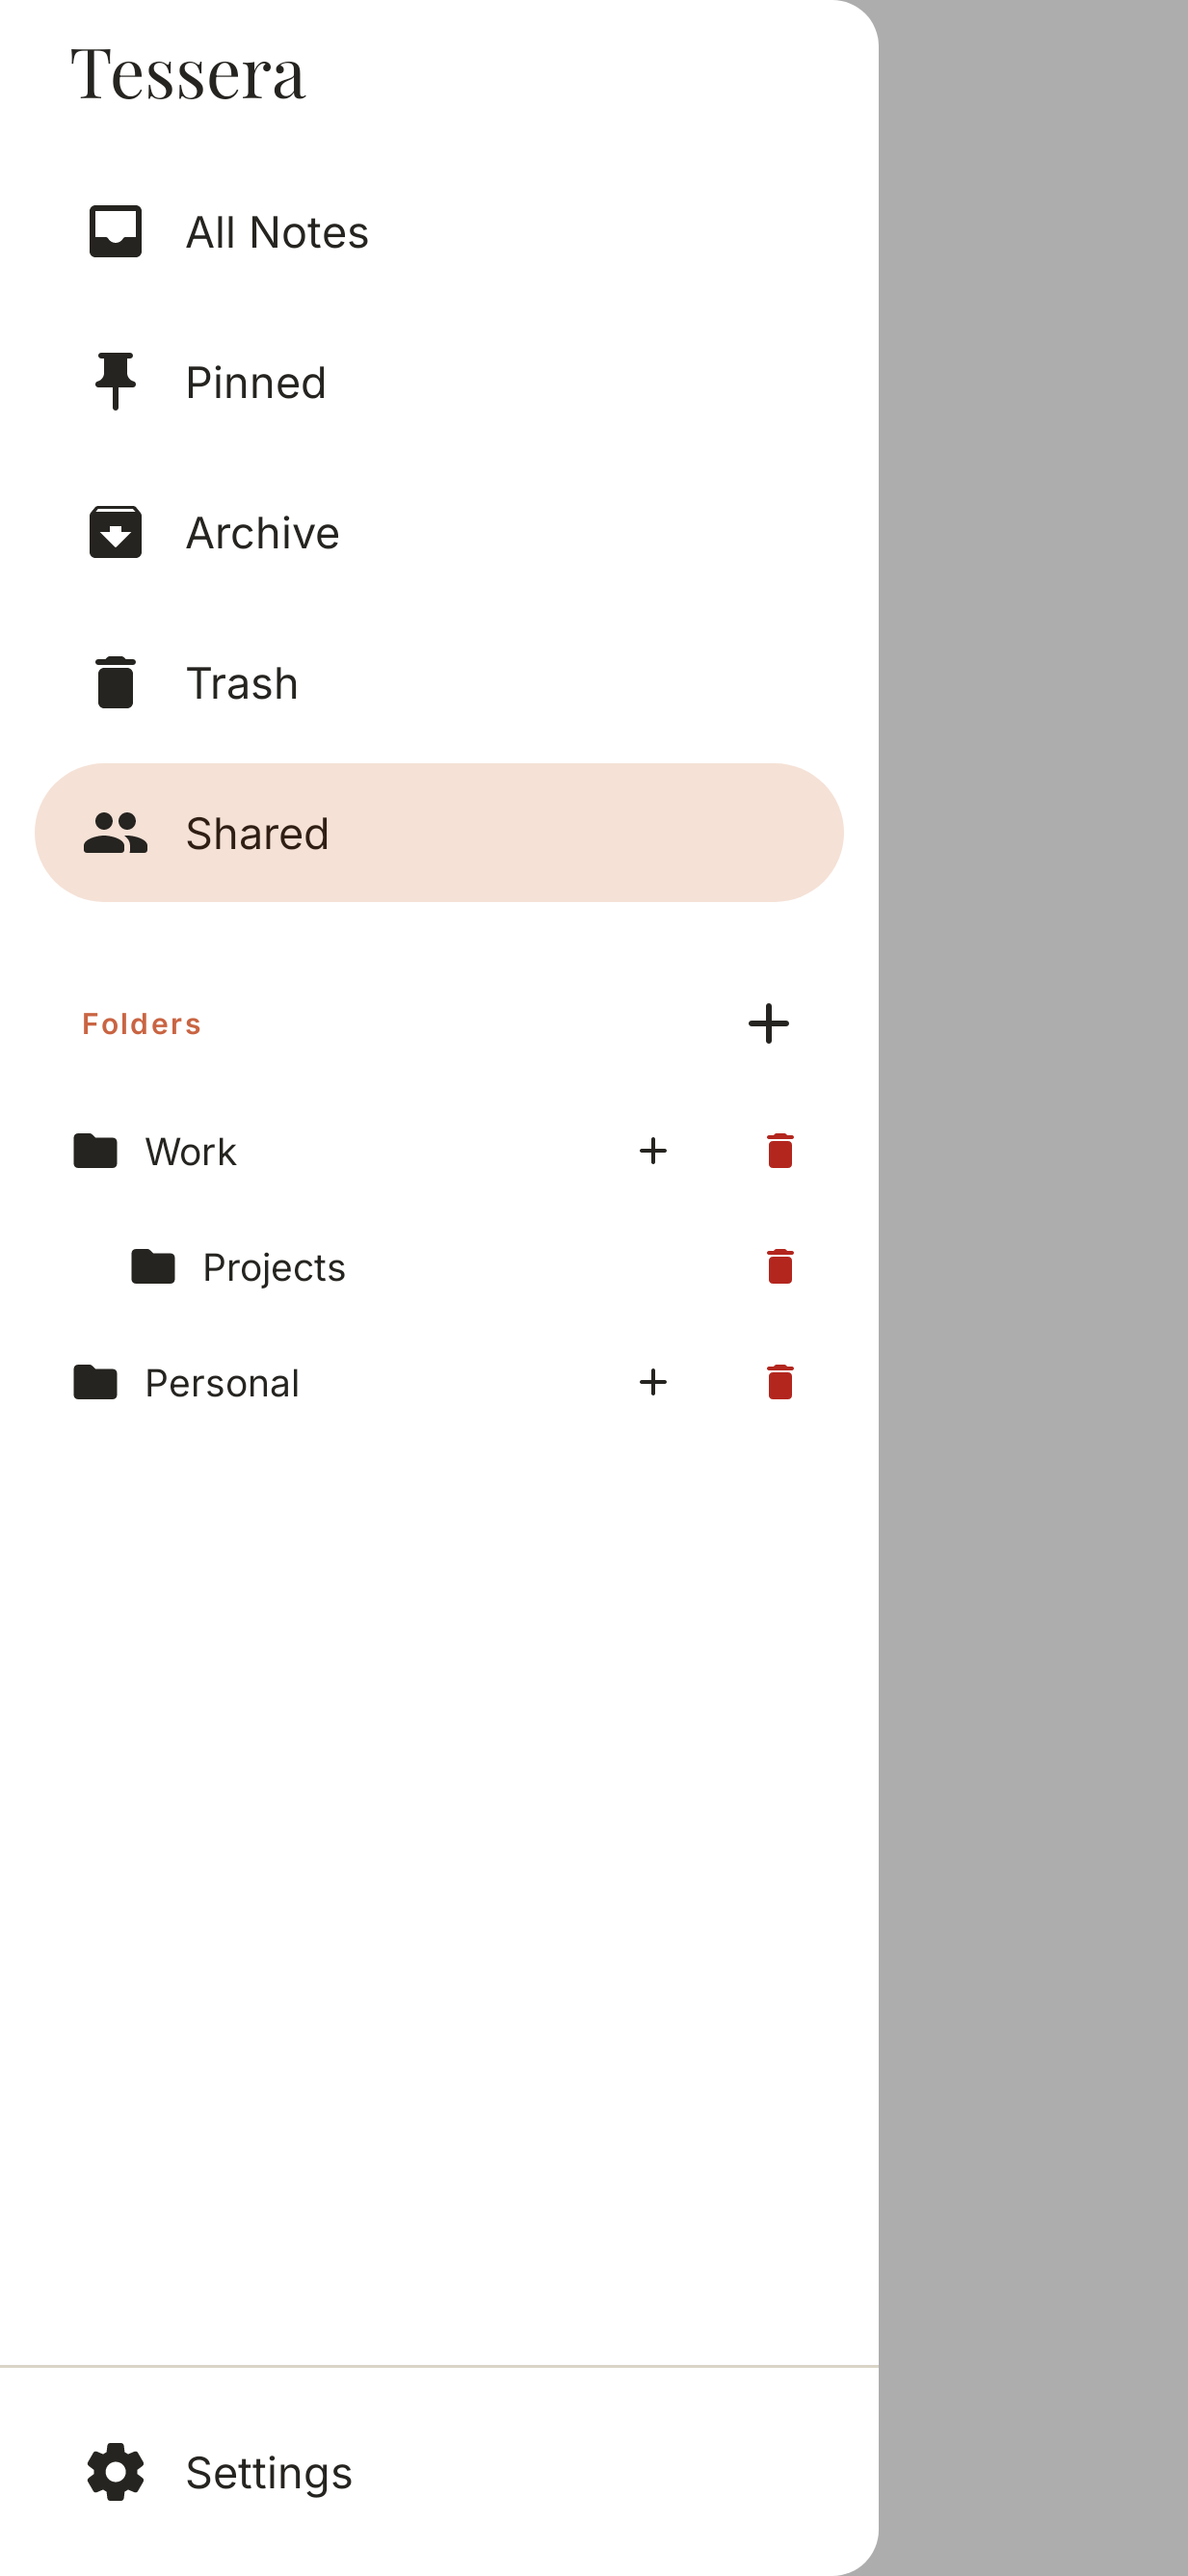 Tessera
All Notes
Pinned
Archive
Trash
Shared
Folders
Work
Projects
Personal
Settings